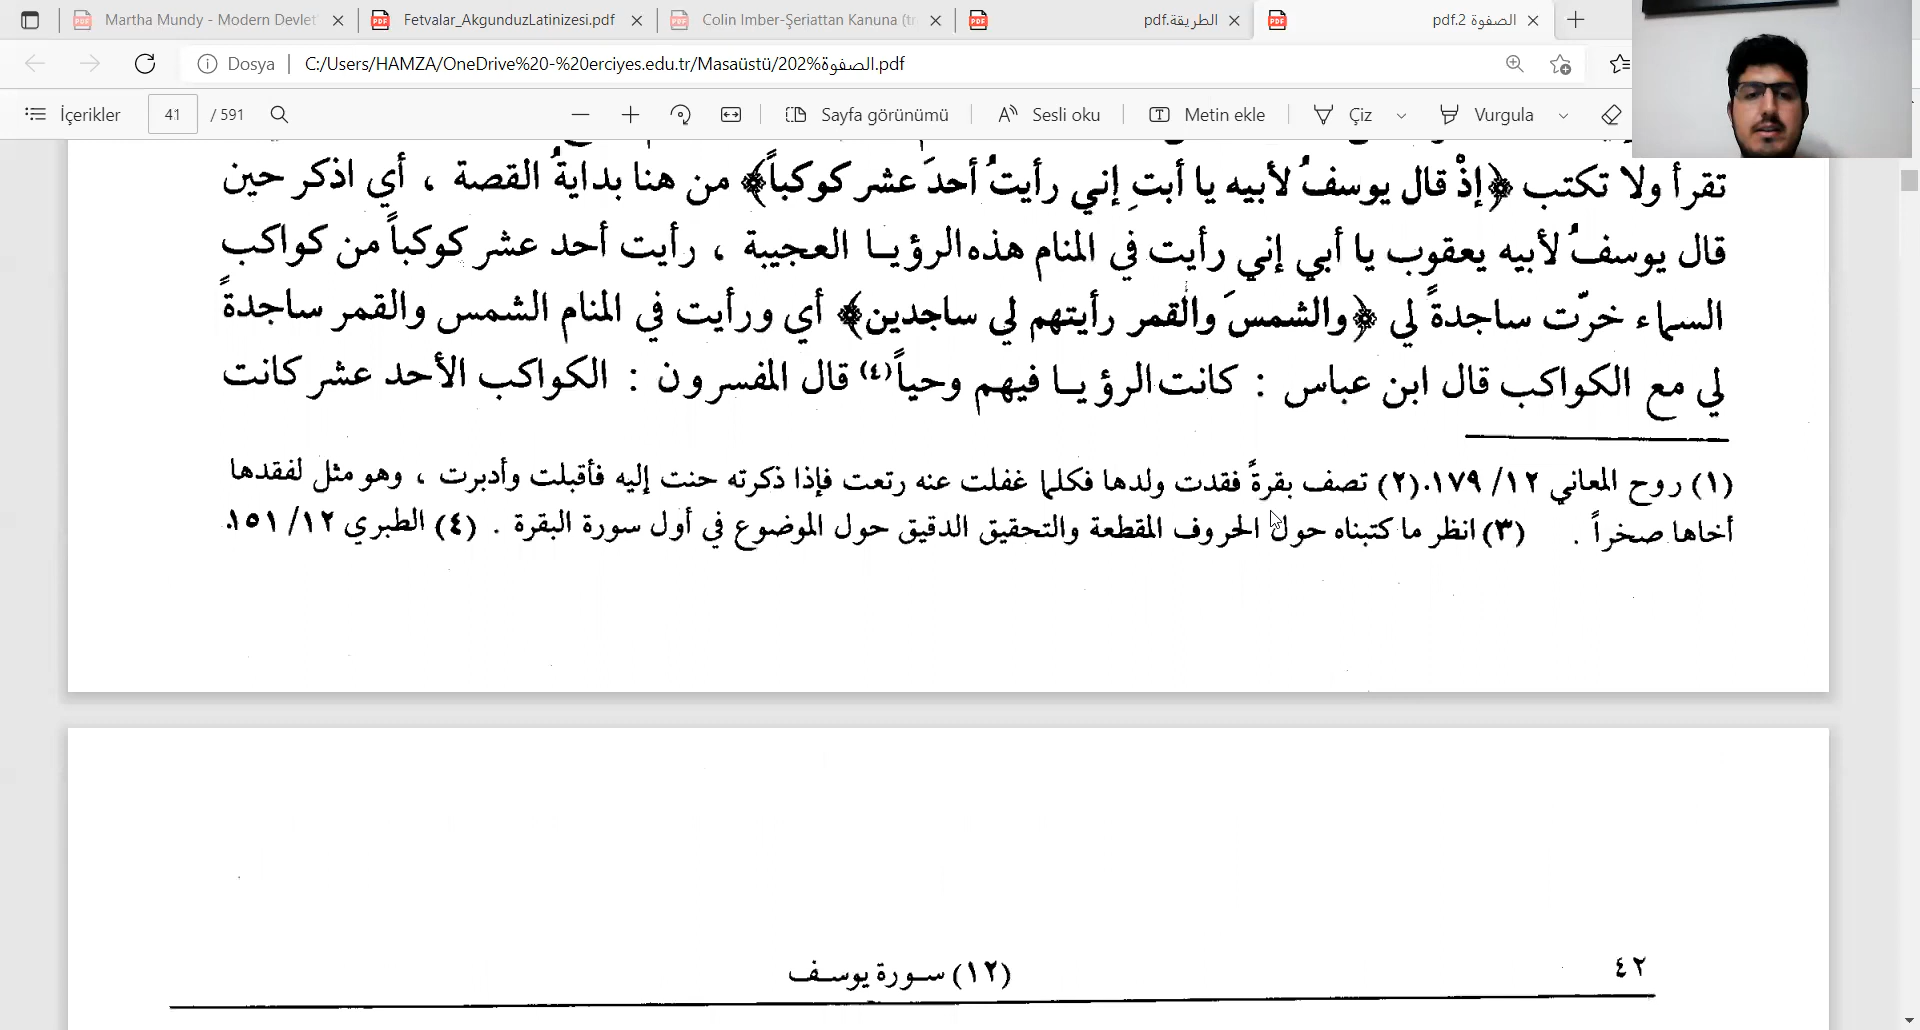 Martha Mundy - Modern Devlet
Fetvalar_AkgunduzLatinizesi.pdf
Colin Imber-Şeriattan Kanuna (tr
الطريقة.pdf
الصفوة 2.pdf
Dosya
C:/Users/HAMZA/OneDrive%20-%20erciyes.edu.tr/Masaüstü/202%الصفوة.pdf
İçerikler
41
/ 591
Sayfa görünümü
Sesli oku
Metin ekle
Çiz
Vurgula
تقرأ ولا تكتب ﴿إذْ قال يوسفُ لأبيه يا أبتِ إني رأيتُ أحدَ عشر كوكباً﴾ من هنا بدايةُ القصة ، أي اذكر حين
قال يوسفُ لأبيه يعقوب يا أبي إني رأيت في المنام هذه الرؤيا العجيبة ، رأيت أحد عشر كوكباً من كواكب
السماء خرّت ساجدةً لي ﴿والشمسَ والقمر رأيتهم لي ساجدين﴾ أي ورأيت في المنام الشمس والقمر ساجدةً
لي مع الكواكب قال ابن عباس : كانت الرؤيا فيهم وحياً(٤) قال المفسرون : الكواكب الأحد عشر كانت
(١) روح المعاني ١٢/ ١٧٩. (٢) تصف بقرةً فقدت ولدها فكلما غفلت عنه رتعت فإذا ذكرته حنت إليه فأقبلت وأدبرت ، وهو مثل لفقدها
أخاها صخراً . (٣) انظر ما كتبناه حول الحروف المقطعة والتحقيق الدقيق حول الموضوع في أول سورة البقرة . (٤) الطبري ١٢/ ١٥١.
(١٢) سورة يوسف
٤٢